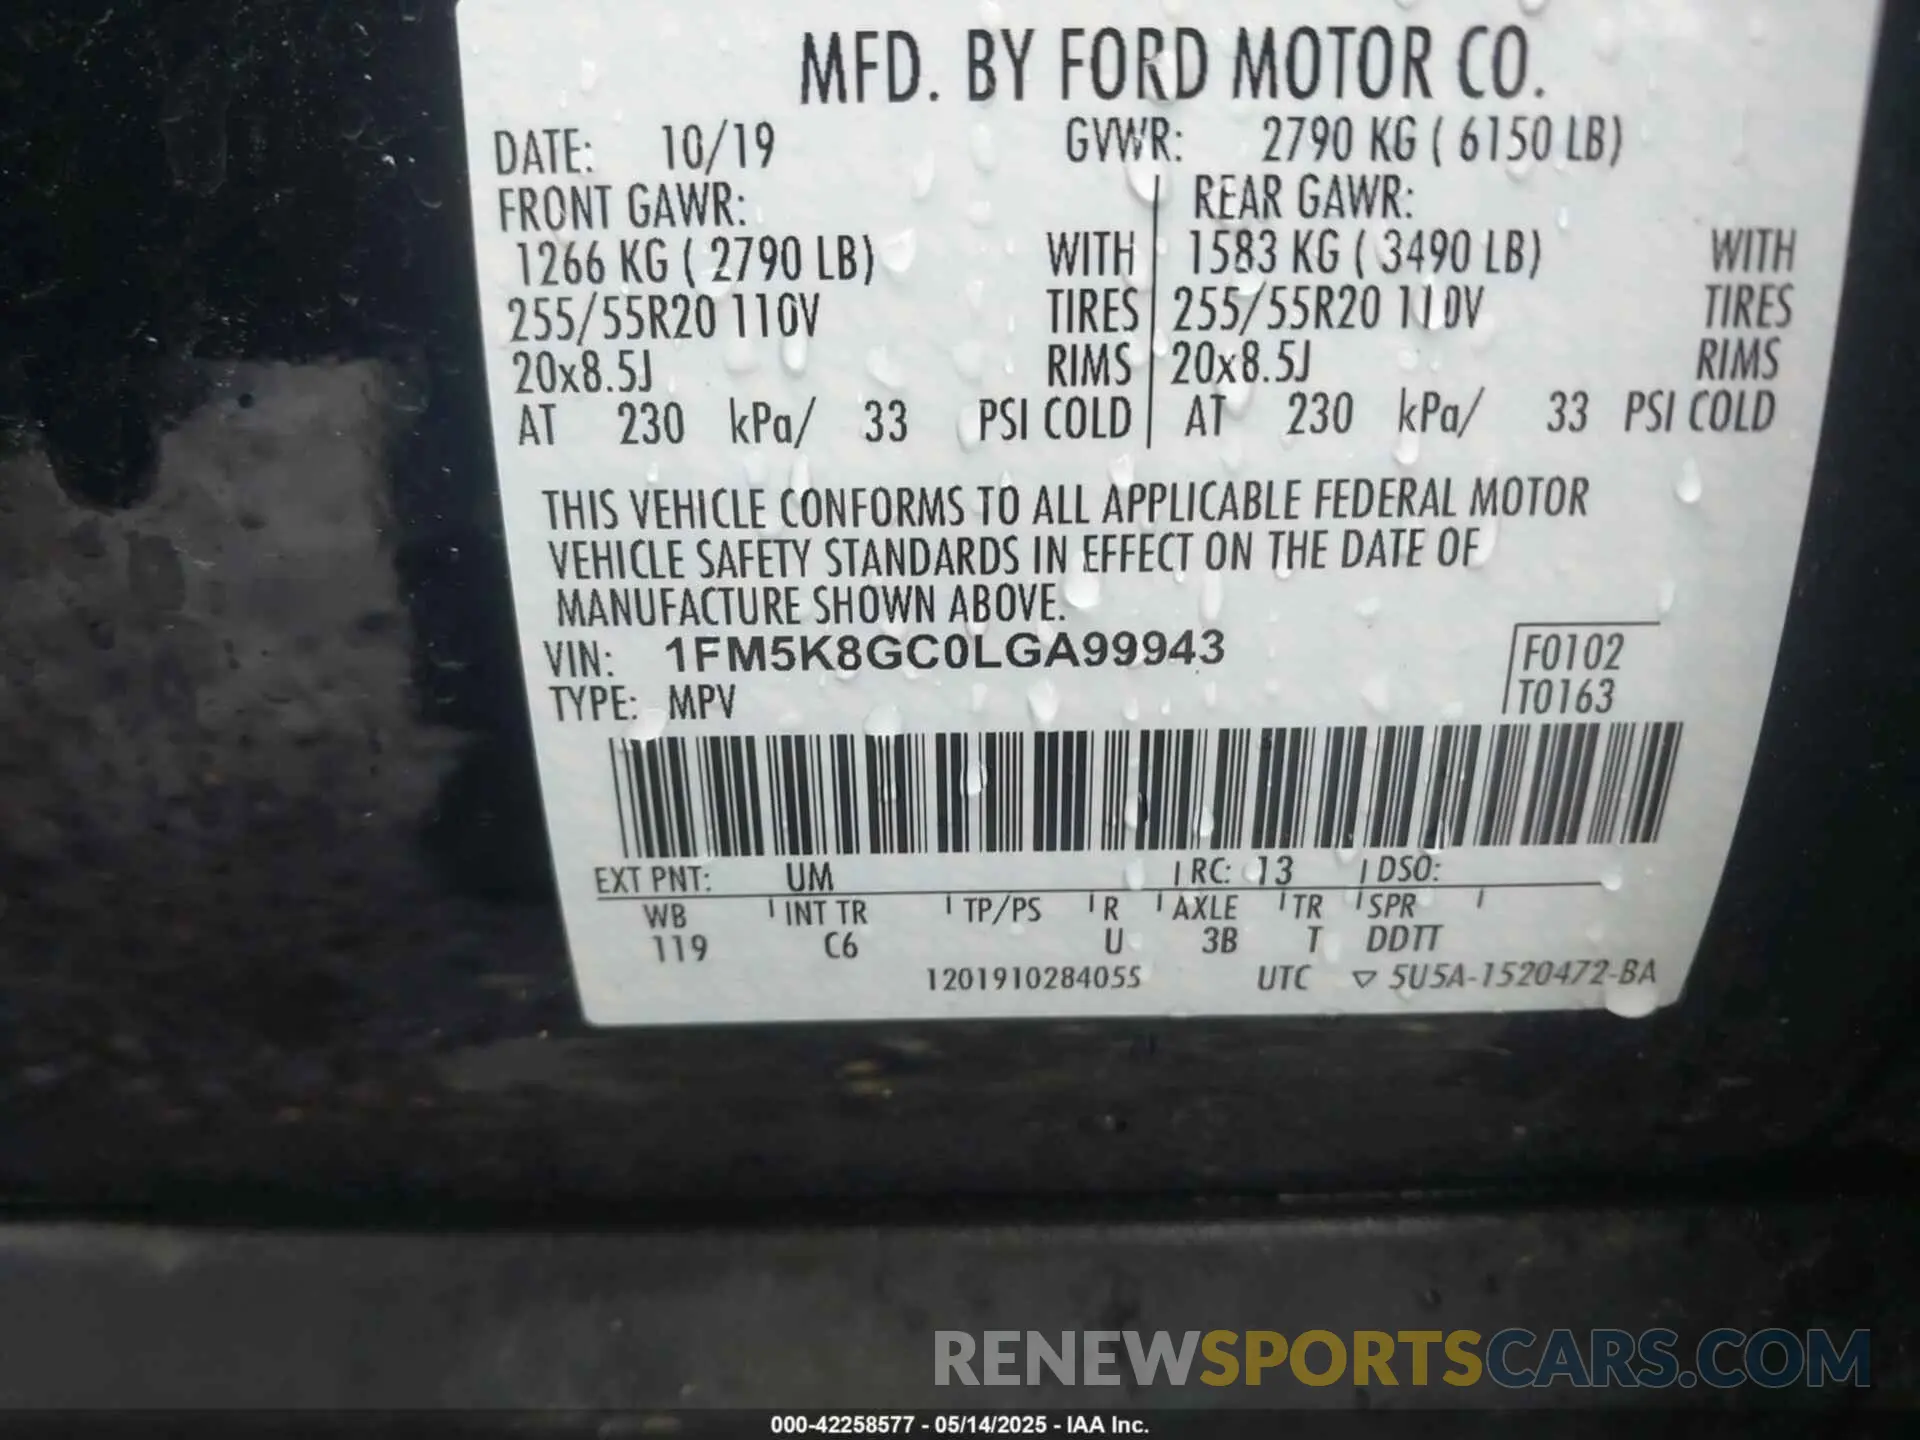 MFD. BY FORD MOTOR CO.
DATE: 10/19 GVWR: 2790 KG ( 6150 LB)
FRONT GAWR: REAR GAWR:
1266 KG ( 2790 LB) WITH 1583 KG ( 3490 LB) WITH
255/55R20 110V TIRES 255/55R20 110V TIRES
20x8.5J RIMS 20x8.5J RIMS
AT 230 kPa/ 33 PSI COLD AT 230 kPa/ 33 PSI COLD
THIS VEHICLE CONFORMS TO ALL APPLICABLE FEDERAL MOTOR
VEHICLE SAFETY STANDARDS IN EFFECT ON THE DATE OF
MANUFACTURE SHOWN ABOVE.
VIN: 1FM5K8GC0LGA99943 F0102
TYPE: MPV T0163
EXT PNT: UM RC: 13 DSO:
WB INT TR TP/PS R AXLE TR SPR
119 C6 U 3B T DDTT
1201910284055 UTC ▽ 5U5A-1520472-BA
RENEWSPORTSCARS.COM
000-42258577 - 05/14/2025 - IAA Inc.